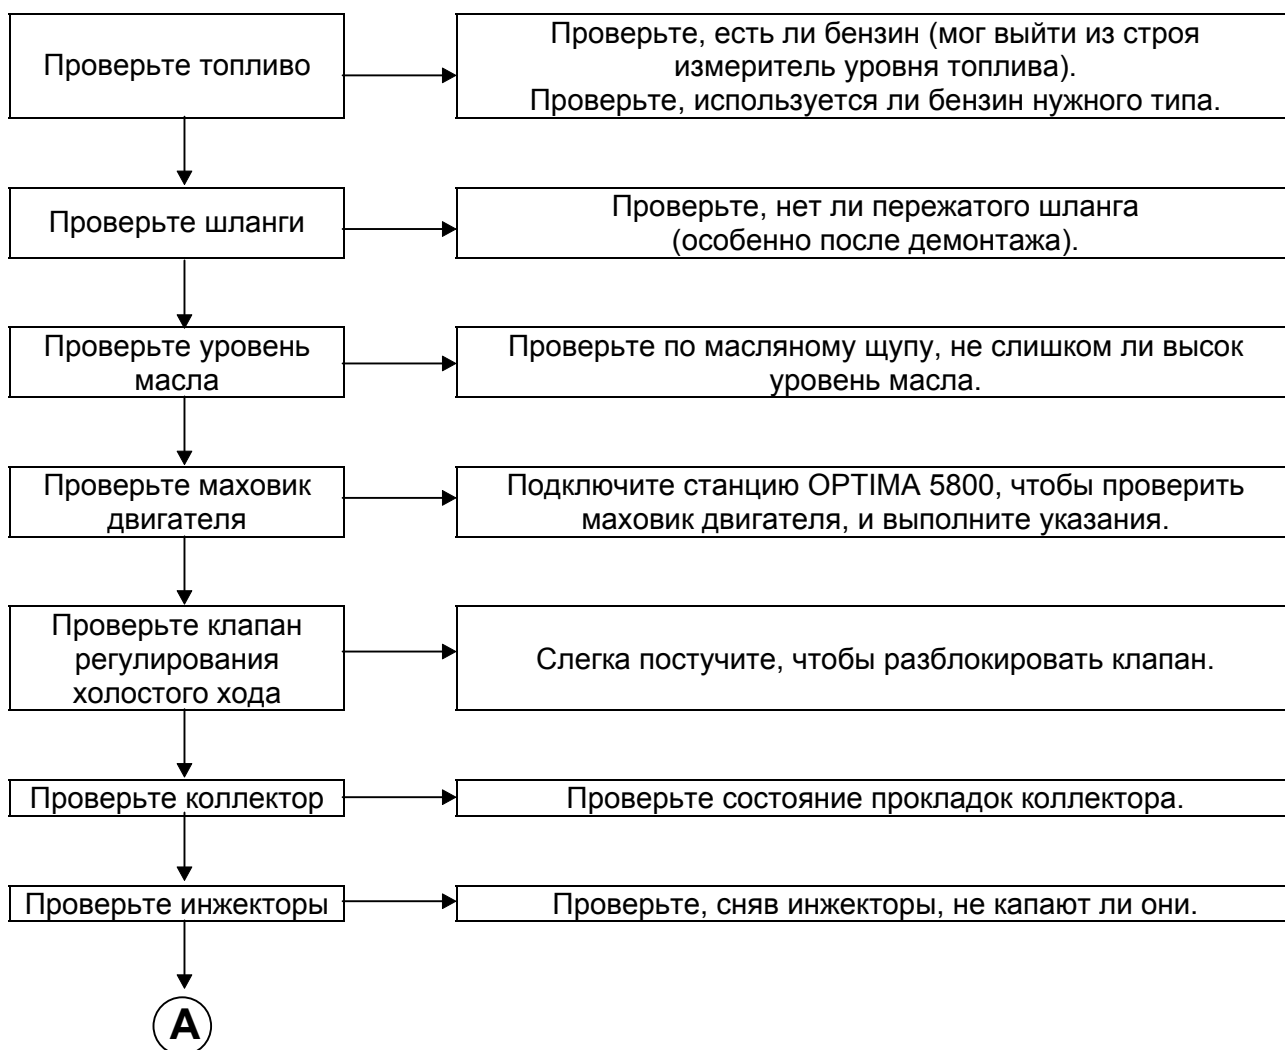 Проверьте топливо
Проверьте, есть ли бензин (мог выйти из строя
измеритель уровня топлива).
Проверьте, используется ли бензин нужного типа.
Проверьте шланги
Проверьте, нет ли пережатого шланга
(особенно после демонтажа).
Проверьте уровень
масла
Проверьте по масляному щупу, не слишком ли высок
уровень масла.
Проверьте маховик
двигателя
Подключите станцию OPTIMA 5800, чтобы проверить
маховик двигателя, и выполните указания.
Проверьте клапан
регулирования
холостого хода
Слегка постучите, чтобы разблокировать клапан.
Проверьте коллектор
Проверьте состояние прокладок коллектора.
Проверьте инжекторы
Проверьте, сняв инжекторы, не капают ли они.
A